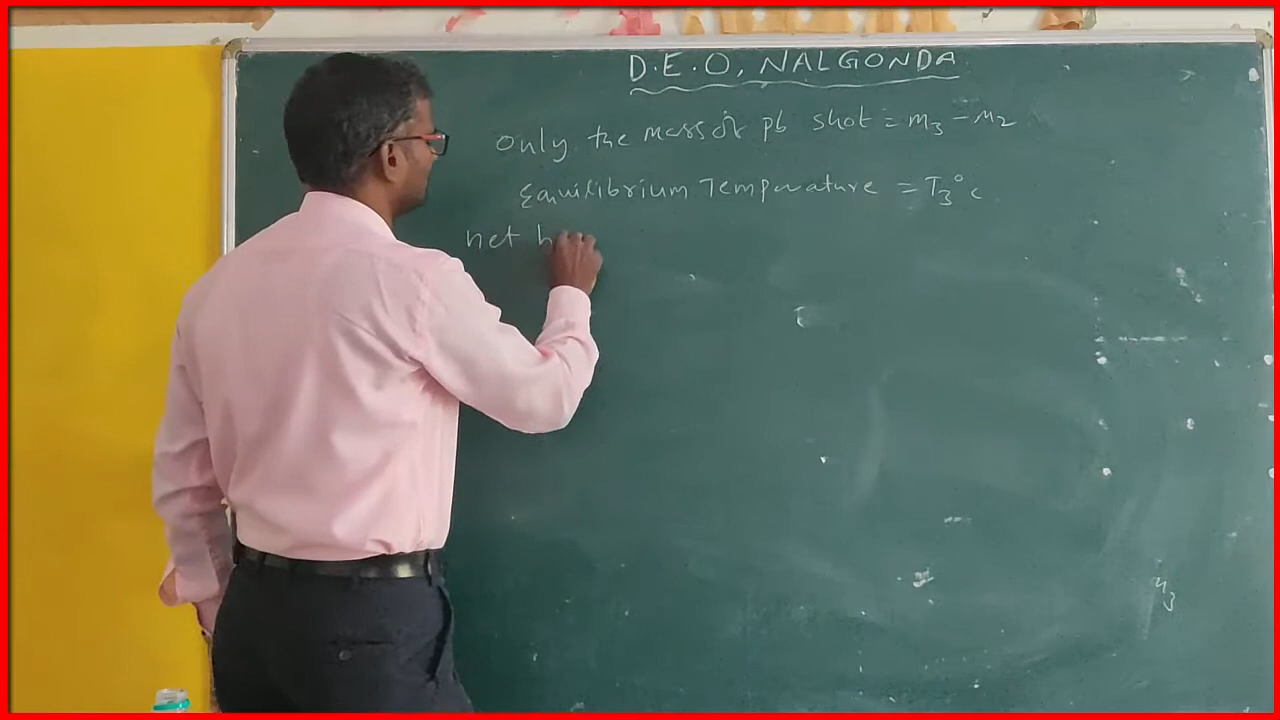 D.E.O, NALGONDA
Only the mass of pb shot = m3 - m2
Equilibrium Temperature = T3°C
net h